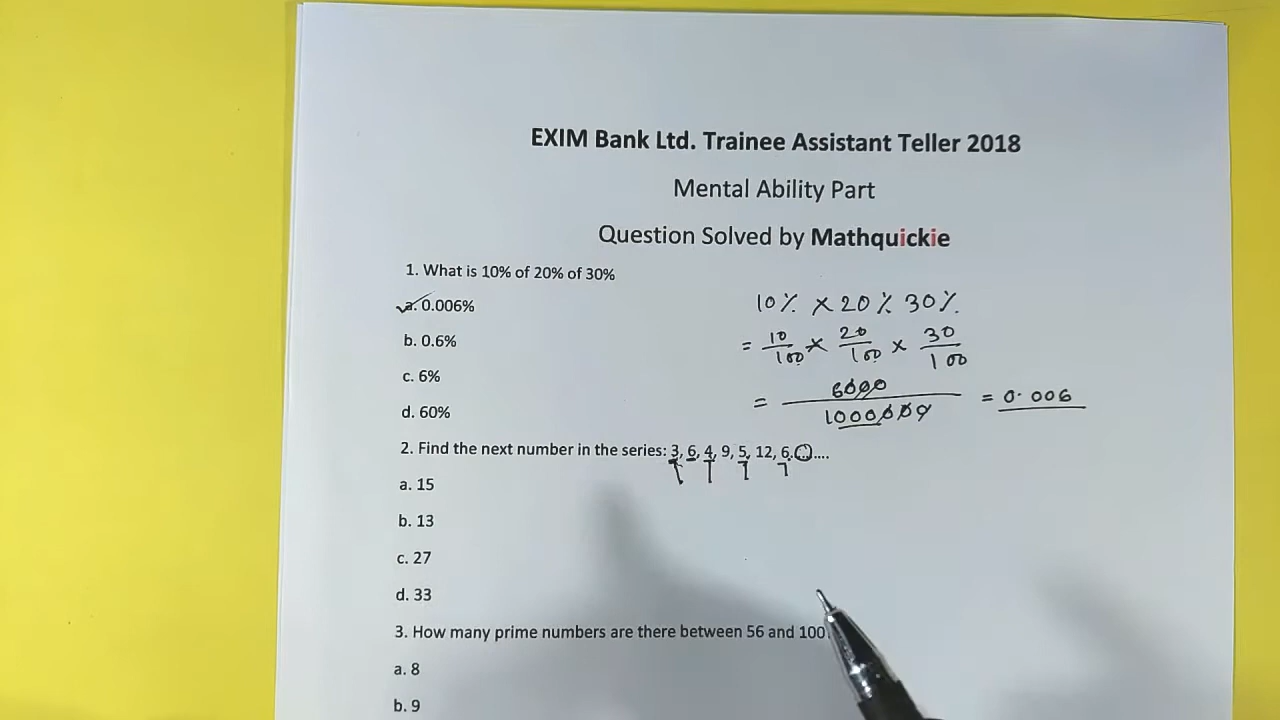 EXIM Bank Ltd. Trainee Assistant Teller 2018
Mental Ability Part
Question Solved by Mathquickie
1. What is 10% of 20% of 30%
a. 0.006%
b. 0.6%
c. 6%
d. 60%
10% × 20% 30%
= 10/100 × 20/100 × 30/100
= 6000/1000000 = 0.006
2. Find the next number in the series: 3, 6, 4, 9, 5, 12, 6,.......
a. 15
b. 13
c. 27
d. 33
3. How many prime numbers are there between 56 and 100
a. 8
b. 9